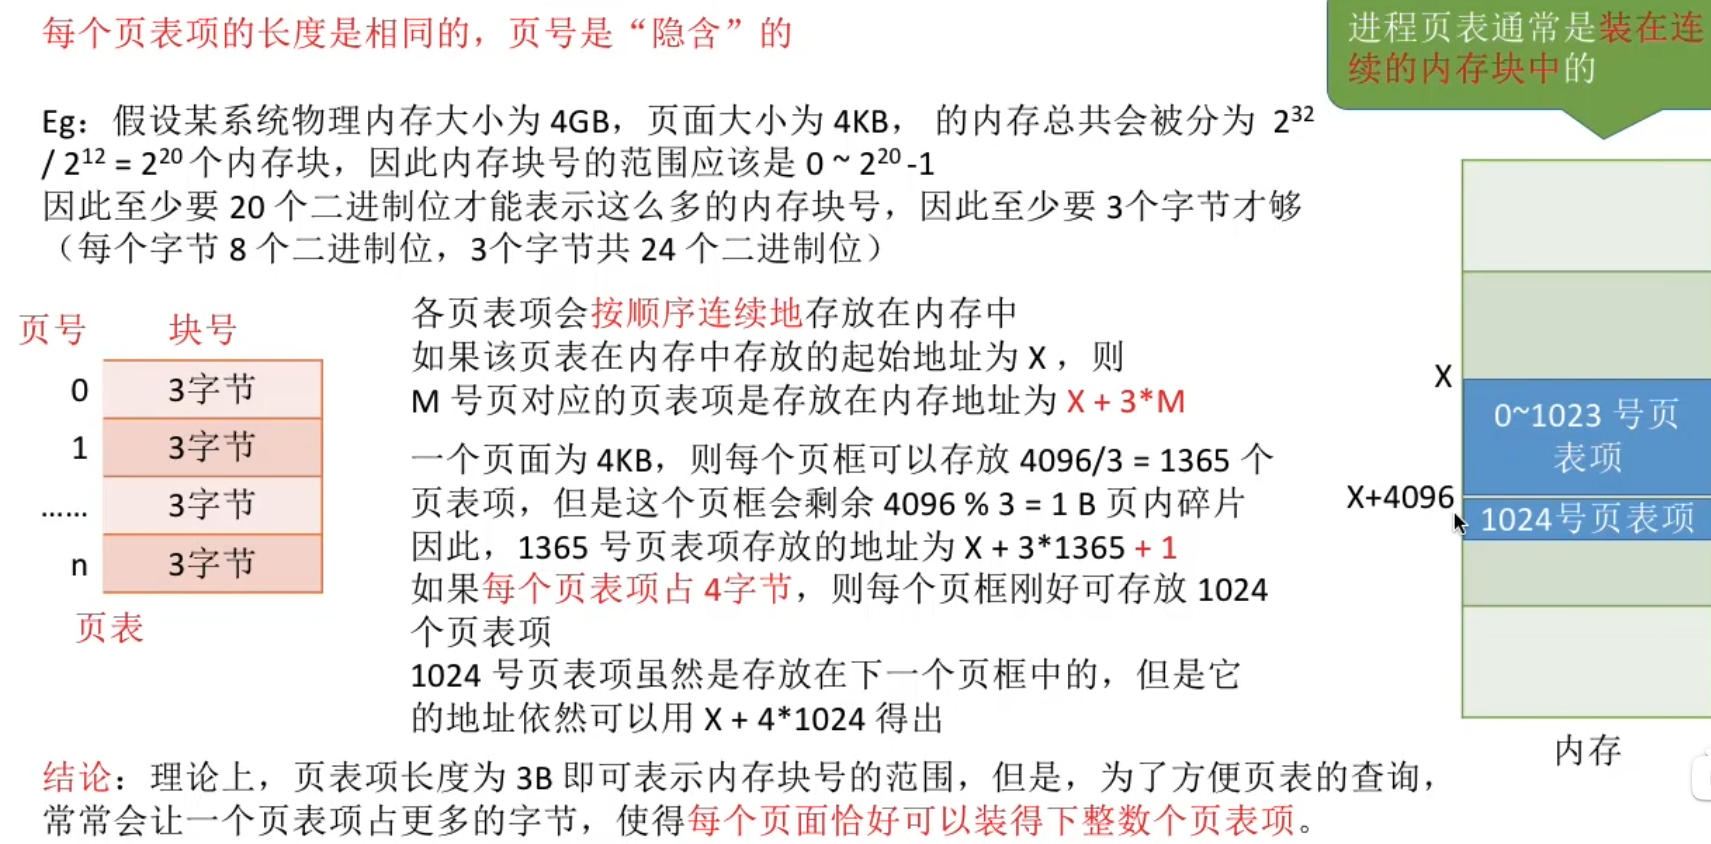 每个页表项的长度是相同的，页号是“隐含”的
进程页表通常是装在连
续的内存块中的
Eg：假设某系统物理内存大小为 4GB，页面大小为 4KB， 的内存总共会被分为 2³²
/ 2¹² = 2²⁰ 个内存块，因此内存块号的范围应该是 0 ~ 2²⁰ -1
因此至少要 20 个二进制位才能表示这么多的内存块号，因此至少要 3个字节才够
（每个字节 8 个二进制位，3个字节共 24 个二进制位）
页号 块号
0 3字节
1 3字节
…… 3字节
n 3字节
页表
各页表项会按顺序连续地存放在内存中
如果该页表在内存中存放的起始地址为 X ，则
M 号页对应的页表项是存放在内存地址为 X + 3*M
一个页面为 4KB，则每个页框可以存放 4096/3 = 1365 个
页表项，但是这个页框会剩余 4096 % 3 = 1 B 页内碎片
因此，1365 号页表项存放的地址为 X + 3*1365 + 1
如果每个页表项占 4字节，则每个页框刚好可存放 1024
个页表项
1024 号页表项虽然是存放在下一个页框中的，但是它
的地址依然可以用 X + 4*1024 得出
X
0~1023 号页
表项
X+4096
1024号页表项
内存
结论：理论上，页表项长度为 3B 即可表示内存块号的范围，但是，为了方便页表的查询，
常常会让一个页表项占更多的字节，使得每个页面恰好可以装得下整数个页表项。